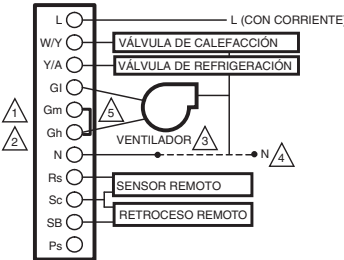 L L (CON CORRIENTE)
W/Y VÁLVULA DE CALEFACCIÓN
Y/A VÁLVULA DE REFRIGERACIÓN
Gl
1 Gm 5
2 Gh VENTILADOR 3
N N 4
Rs SENSOR REMOTO
Sc
SB RETROCESO REMOTO
Ps